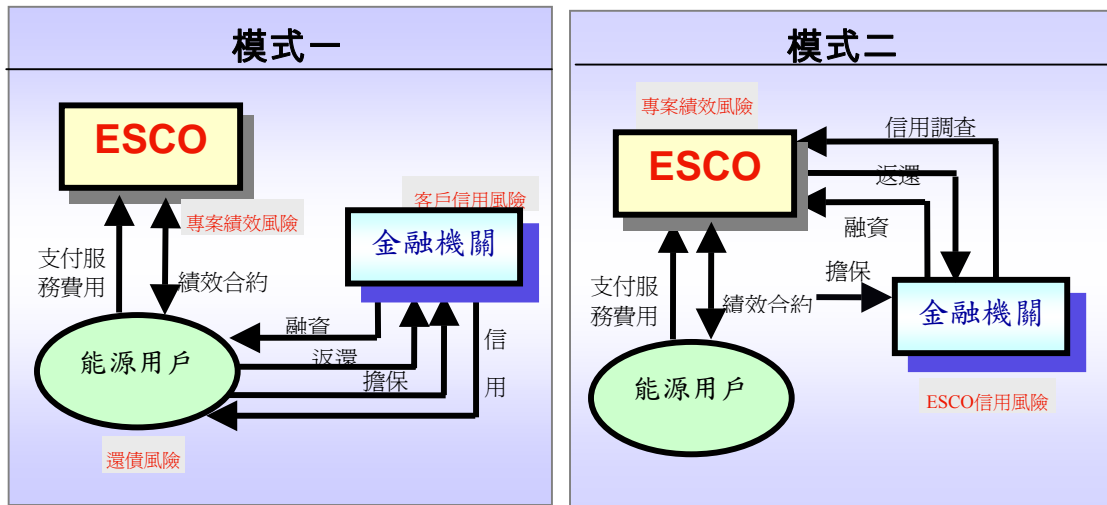 模式一
ESCO
專案績效風險
客戶信用風險
金融機關
支付服
務費用
績效合約
融資
返還
擔保
信
用
能源用戶
還債風險
模式二
專案績效風險
ESCO
信用調查
返還
融資
擔保
支付服
務費用
績效合約
金融機關
能源用戶
ESCO信用風險